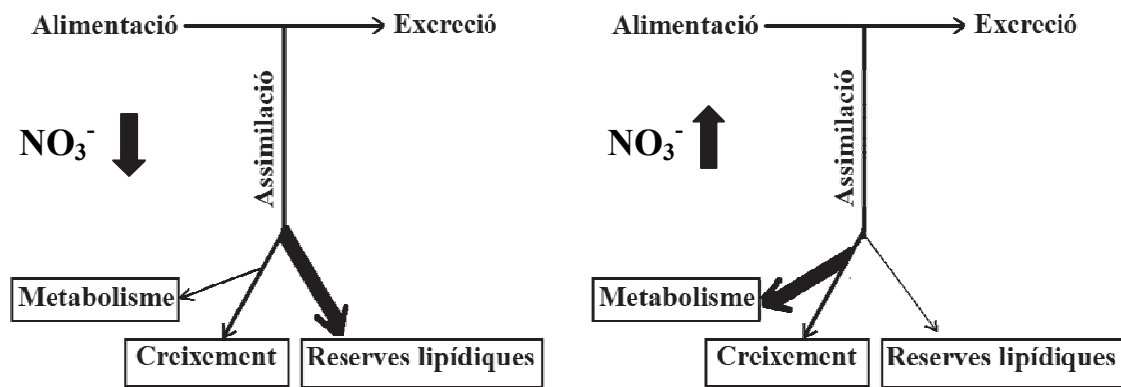 Alimentació Excreció
Assimilació
NO₃⁻
Metabolisme
Creixement Reserves lipídiques
Alimentació Excreció
Assimilació
NO₃⁻
Metabolisme
Creixement Reserves lipídiques